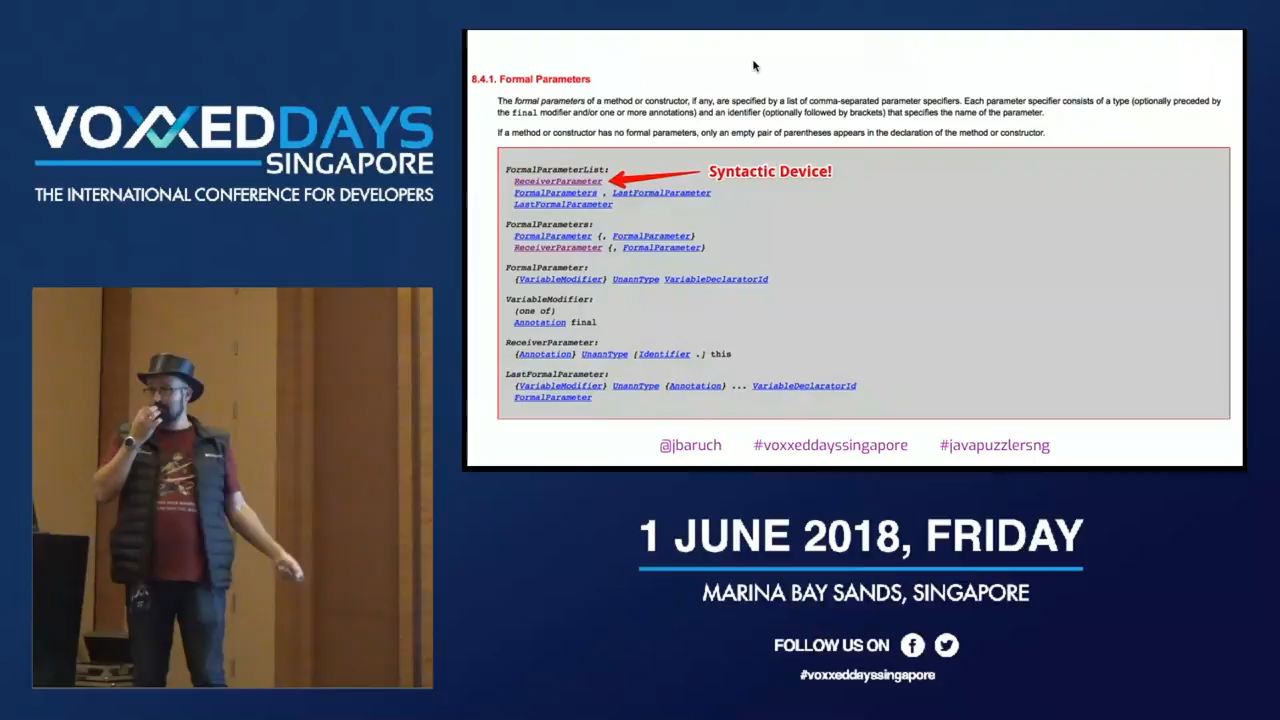 VOXXEDDAYS
SINGAPORE
THE INTERNATIONAL CONFERENCE FOR DEVELOPERS
8.4.1. Formal Parameters
The formal parameters of a method or constructor, if any, are specified by a list of comma-separated parameter specifiers. Each parameter specifier consists of a type (optionally preceded by
the final modifier and/or one or more annotations) and an identifier (optionally followed by brackets) that specifies the name of the parameter.
If a method or constructor has no formal parameters, only an empty pair of parentheses appears in the declaration of the method or constructor.
FormalParameterList:
ReceiverParameter
Syntactic Device!
FormalParameters , LastFormalParameter
LastFormalParameter
FormalParameters:
FormalParameter {, FormalParameter}
ReceiverParameter {, FormalParameter}
FormalParameter:
{VariableModifier} UnannType VariableDeclaratorId
VariableModifier:
(one of)
Annotation final
ReceiverParameter:
{Annotation} UnannType [Identifier .] this
LastFormalParameter:
{VariableModifier} UnannType {Annotation} ... VariableDeclaratorId
FormalParameter
@jbaruch #voxxeddayssingapore #javapuzzlersng
1 JUNE 2018, FRIDAY
MARINA BAY SANDS, SINGAPORE
FOLLOW US ON
#voxxeddayssingapore